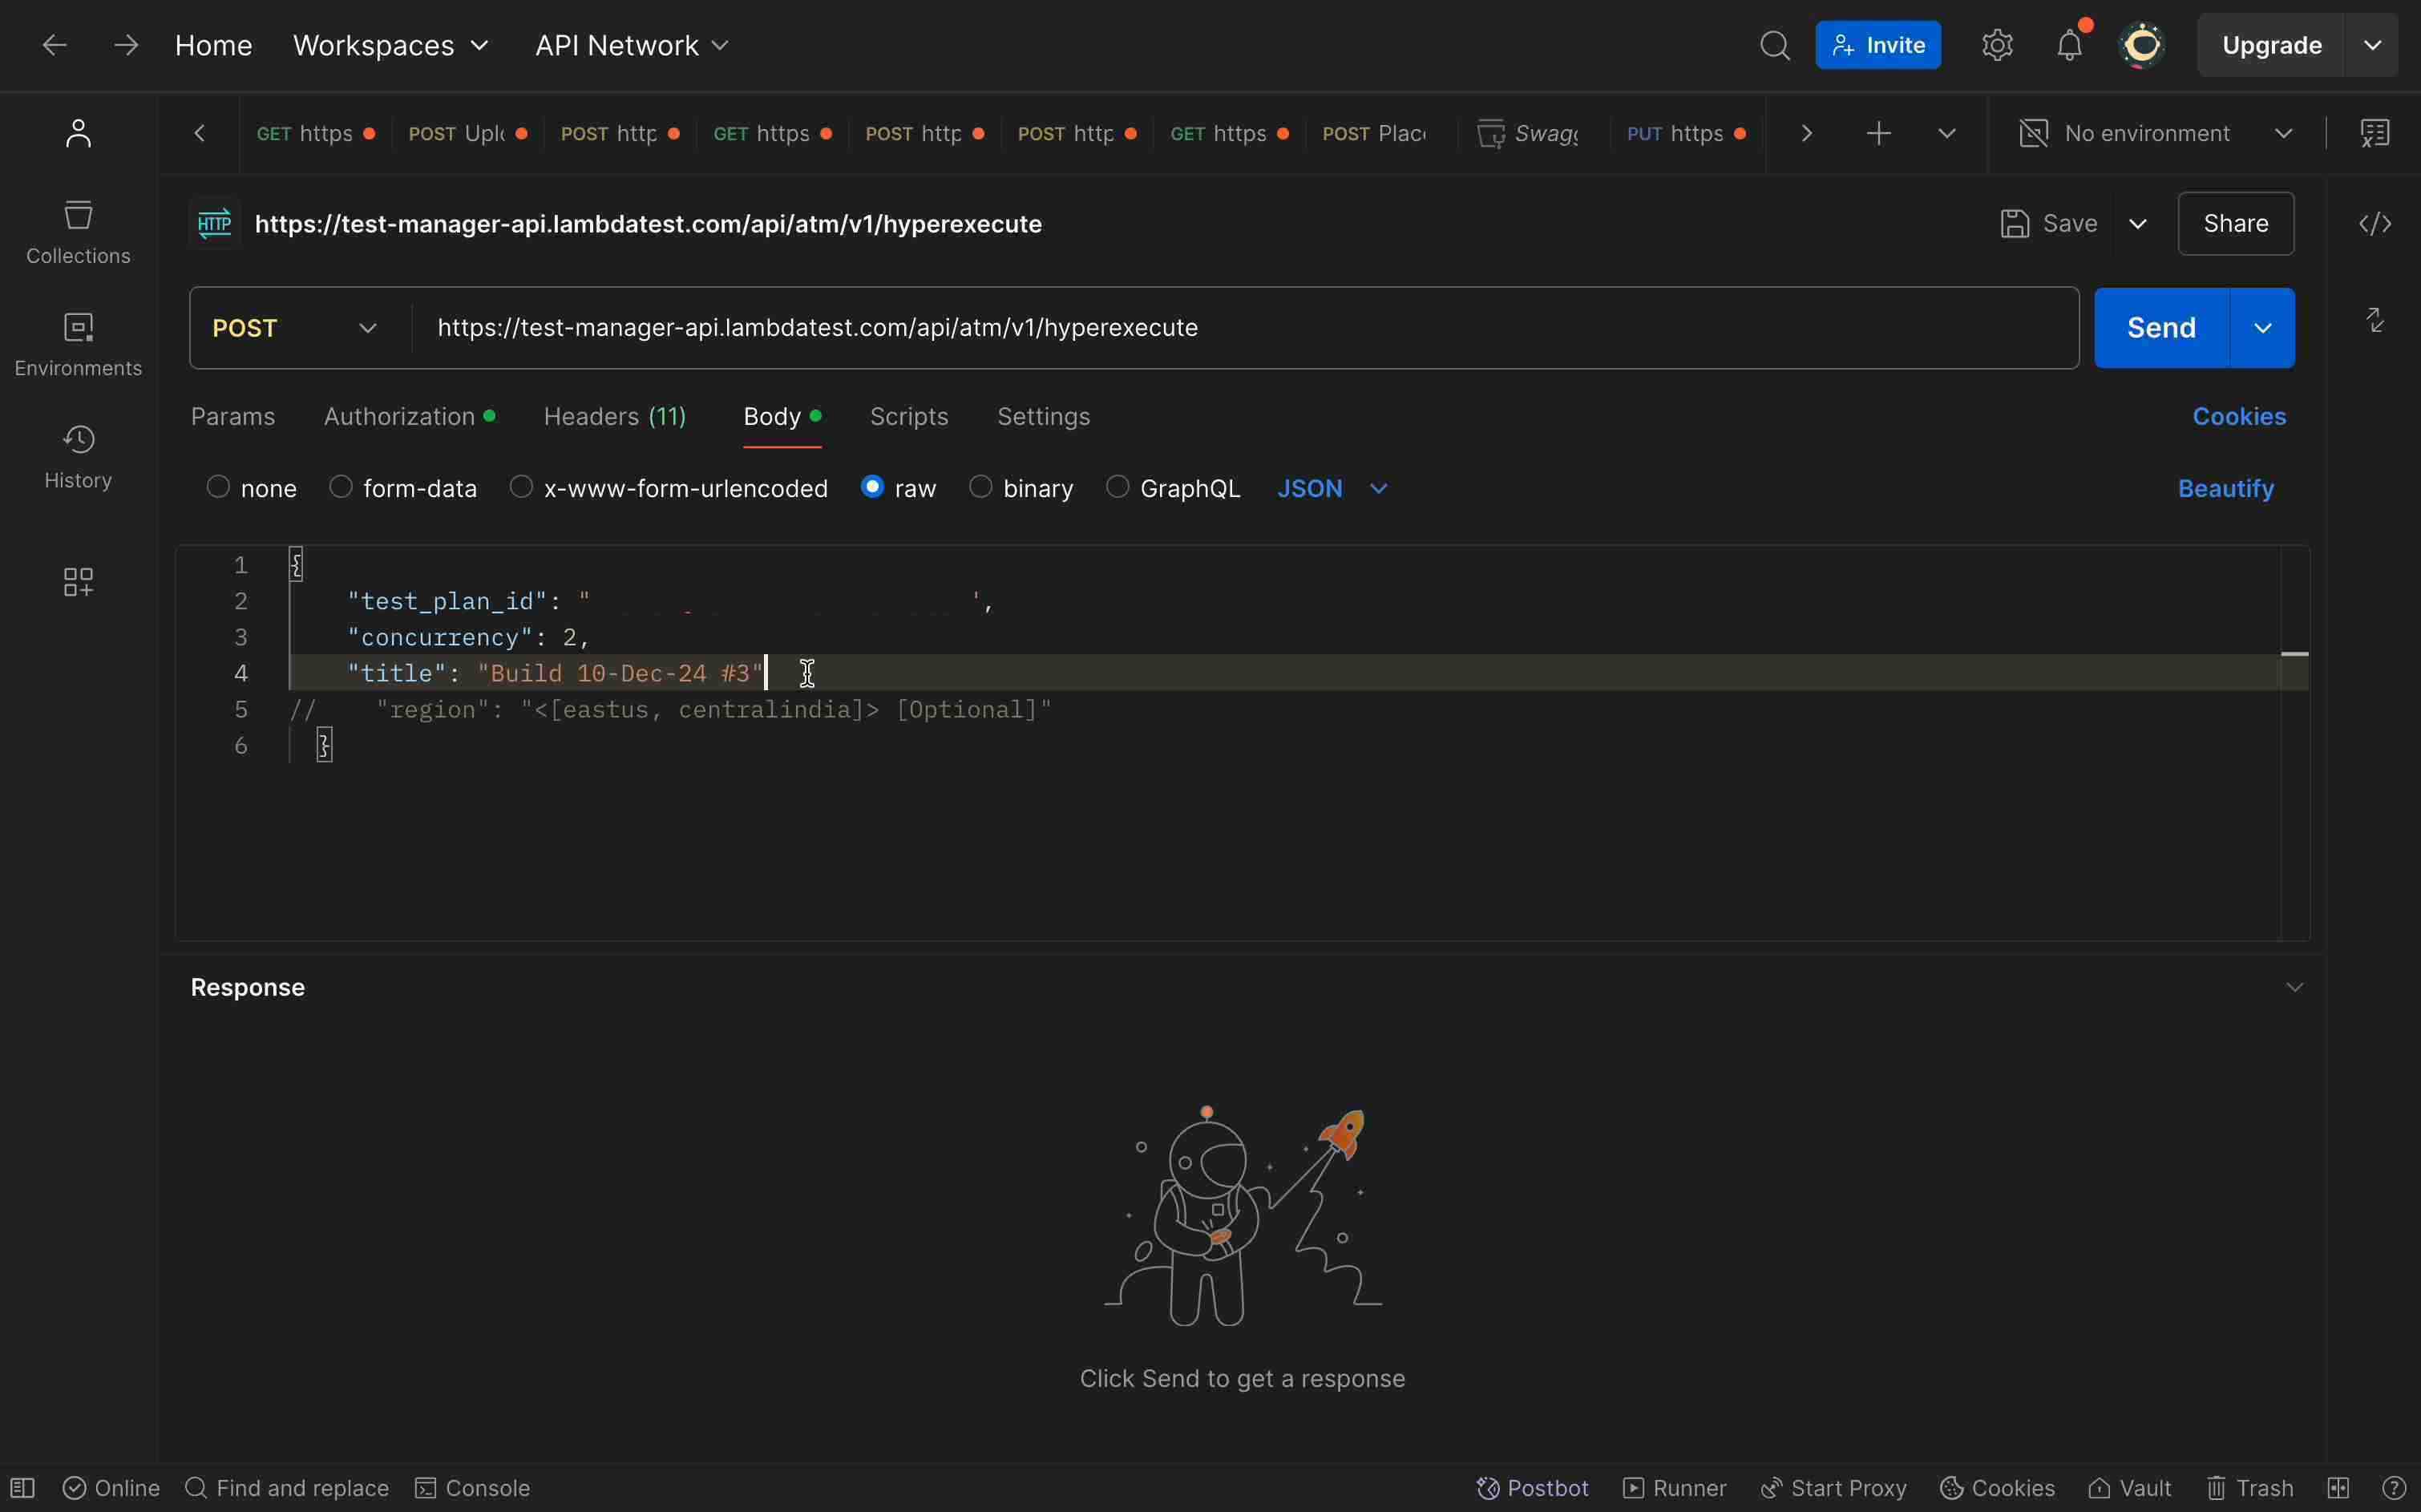 Home Workspaces API Network Invite Upgrade
GET https POST Upl POST http GET https POST http POST http GET https POST Plac Swagg PUT https No environment
HTTP https://test-manager-api.lambdatest.com/api/atm/v1/hyperexecute Save Share
Collections
POST https://test-manager-api.lambdatest.com/api/atm/v1/hyperexecute Send
Environments
Params Authorization Headers (11) Body Scripts Settings Cookies
History
none form-data x-www-form-urlencoded raw binary GraphQL JSON Beautify
1 {
2 "test_plan_id": " ',
3 "concurrency": 2,
4 "title": "Build 10-Dec-24 #3"
5 // "region": "<[eastus, centralindia]> [Optional]"
6 }
Response
Click Send to get a response
Online Find and replace Console Postbot Runner Start Proxy Cookies Vault Trash